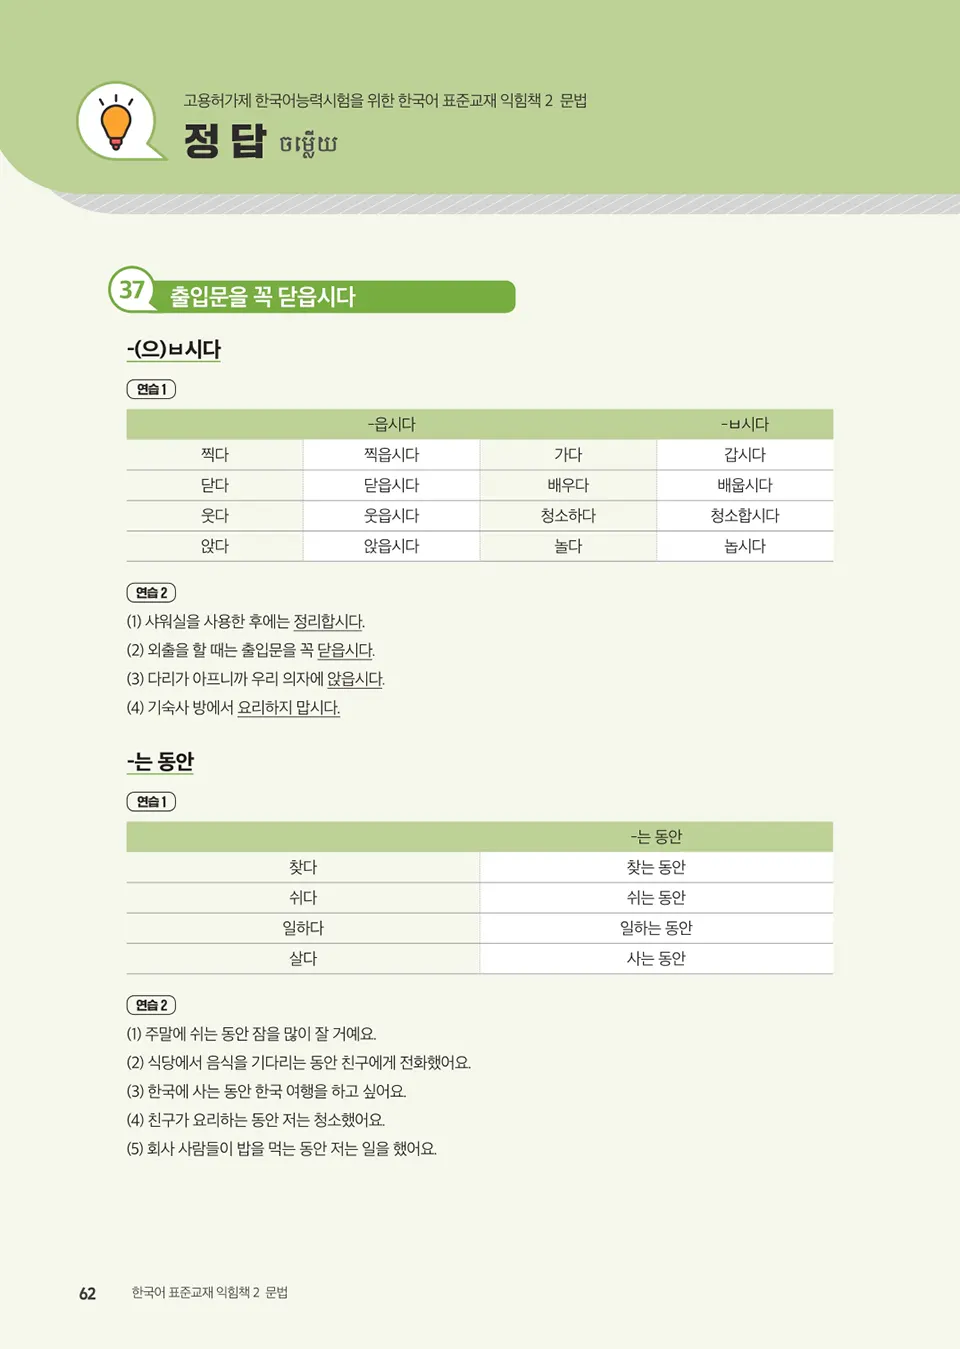 고용허가제 한국어능력시험을 위한 한국어 표준교재 익힘책 2 문법
정답 ចម្លើយ
37 출입문을 꼭 닫읍시다
-(으)ㅂ시다
연습 1
-읍시다 -ㅂ시다
찍다 찍읍시다 가다 갑시다
닫다 닫읍시다 배우다 배웁시다
웃다 웃읍시다 청소하다 청소합시다
앉다 앉읍시다 놀다 놉시다
연습 2
(1) 샤워실을 사용한 후에는 정리합시다.
(2) 외출을 할 때는 출입문을 꼭 닫읍시다.
(3) 다리가 아프니까 우리 의자에 앉읍시다.
(4) 기숙사 방에서 요리하지 맙시다.
-는 동안
연습 1
-는 동안
찾다 찾는 동안
쉬다 쉬는 동안
일하다 일하는 동안
살다 사는 동안
연습 2
(1) 주말에 쉬는 동안 잠을 많이 잘 거예요.
(2) 식당에서 음식을 기다리는 동안 친구에게 전화했어요.
(3) 한국에 사는 동안 한국 여행을 하고 싶어요.
(4) 친구가 요리하는 동안 저는 청소했어요.
(5) 회사 사람들이 밥을 먹는 동안 저는 일을 했어요.
62 한국어 표준교재 익힘책 2 문법